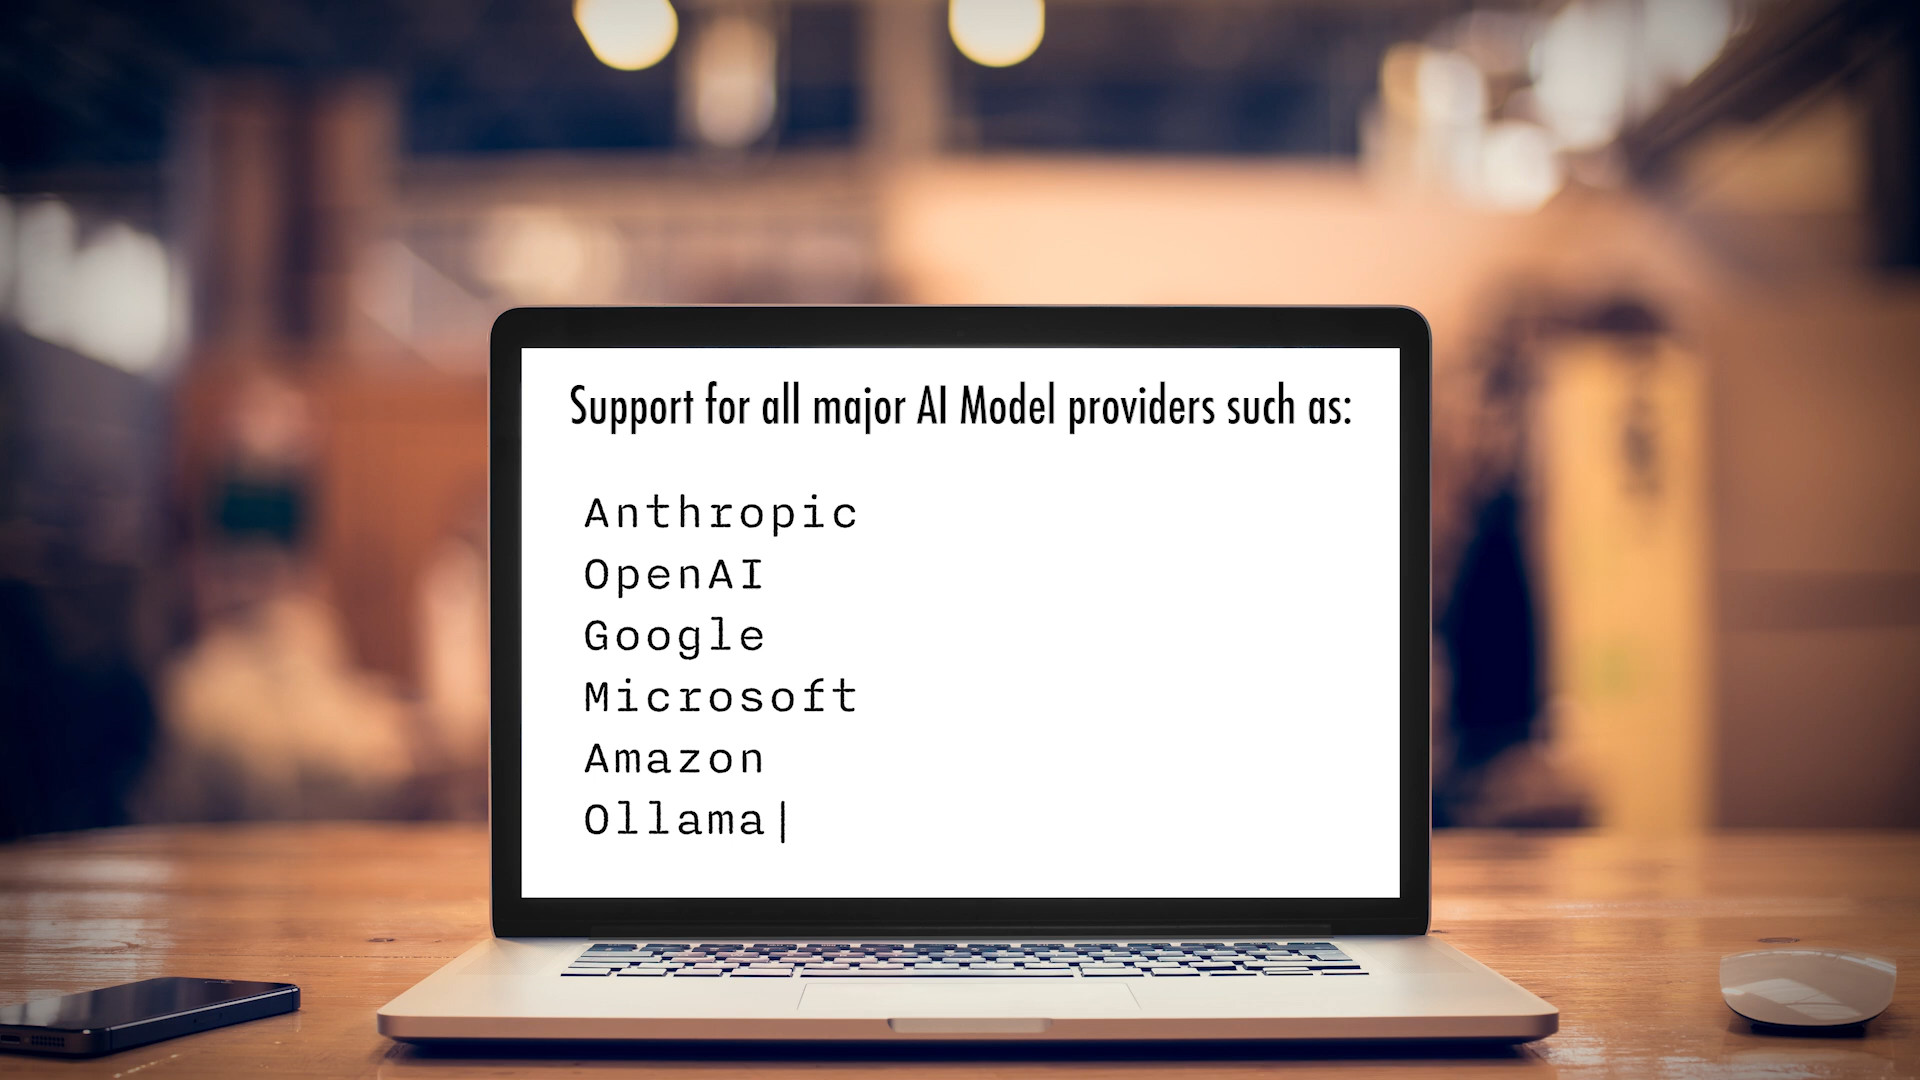 Support for all major AI Model providers such as:
Anthropic
OpenAI
Google
Microsoft
Amazon
Ollama|